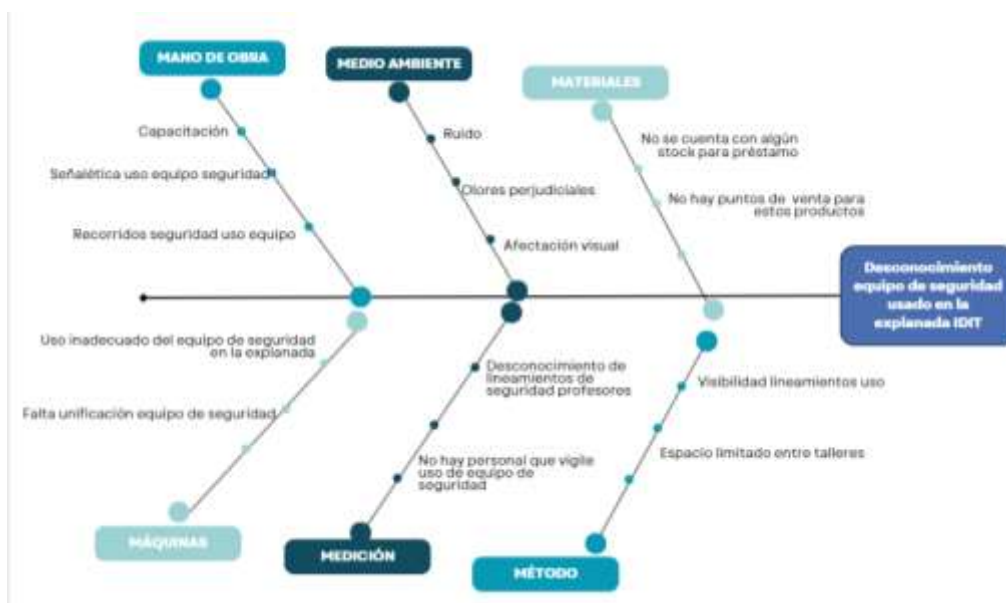 MANO DE OBRA
Capacitación
Señalética uso equipo seguridad
Recorridos seguridad uso equipo
MEDIO AMBIENTE
Ruido
Olores perjudiciales
Afectación visual
MATERIALES
No se cuenta con algún
stock para préstamo
No hay puntos de venta para
estos productos
Desconocimiento
equipo de seguridad
usado en la
explanada IDIT
Uso inadecuado del equipo de seguridad
en la explanada
Falta unificación equipo de seguridad
MÁQUINAS
Desconocimiento de
lineamientos de
seguridad profesores
No hay personal que vigile
uso de equipo de
seguridad
MEDICIÓN
Visibilidad lineamientos uso
Espacio limitado entre talleres
MÉTODO